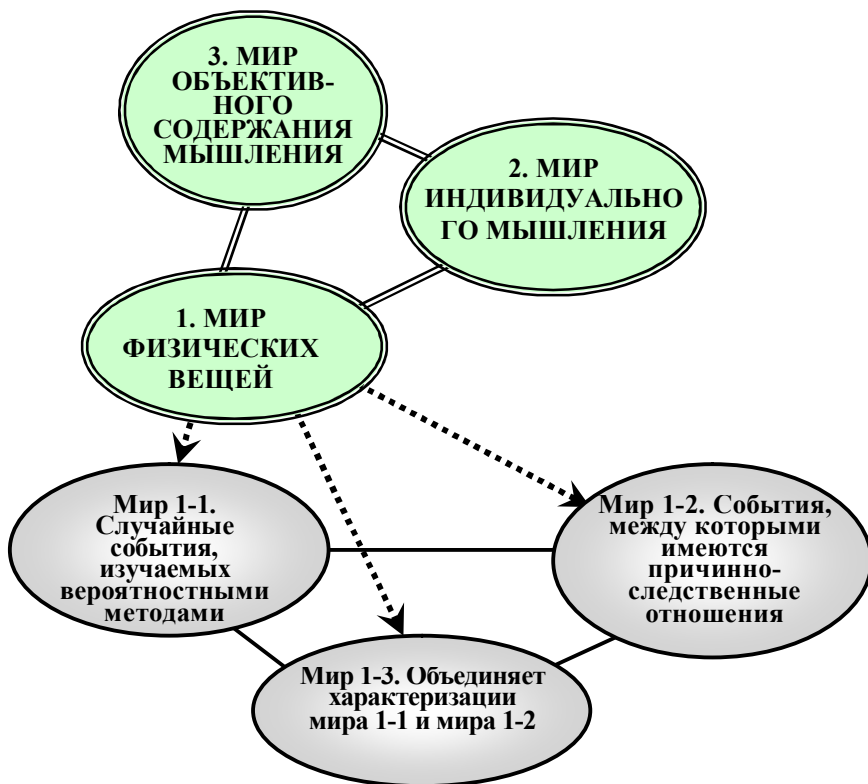 3. МИР
ОБЪЕКТИВ-
НОГО
СОДЕРЖАНИЯ
МЫШЛЕНИЯ
2. МИР
ИНДИВИДУАЛЬНО
ГО МЫШЛЕНИЯ
1. МИР
ФИЗИЧЕСКИХ
ВЕЩЕЙ
Мир 1-1.
Случайные
события,
изучаемых
вероятностными
методами
Мир 1-2. События,
между которыми
имеются
причинно-
следственные
отношения
Мир 1-3. Объединяет
характеризации
мира 1-1 и мира 1-2